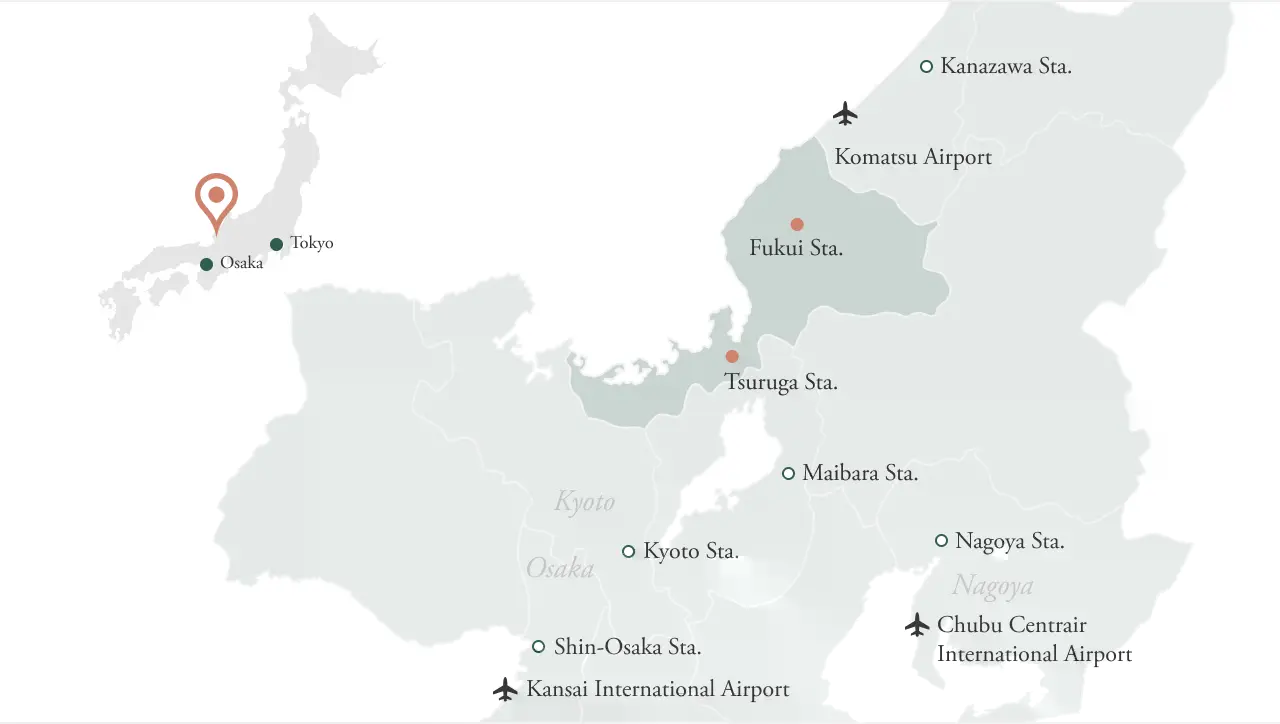 Kanazawa Sta.
Komatsu Airport
Fukui Sta.
Tokyo
Osaka
Tsuruga Sta.
Maibara Sta.
Kyoto
Kyoto Sta.
Nagoya Sta.
Osaka
Nagoya
Chubu Centrair
International Airport
Shin-Osaka Sta.
Kansai International Airport